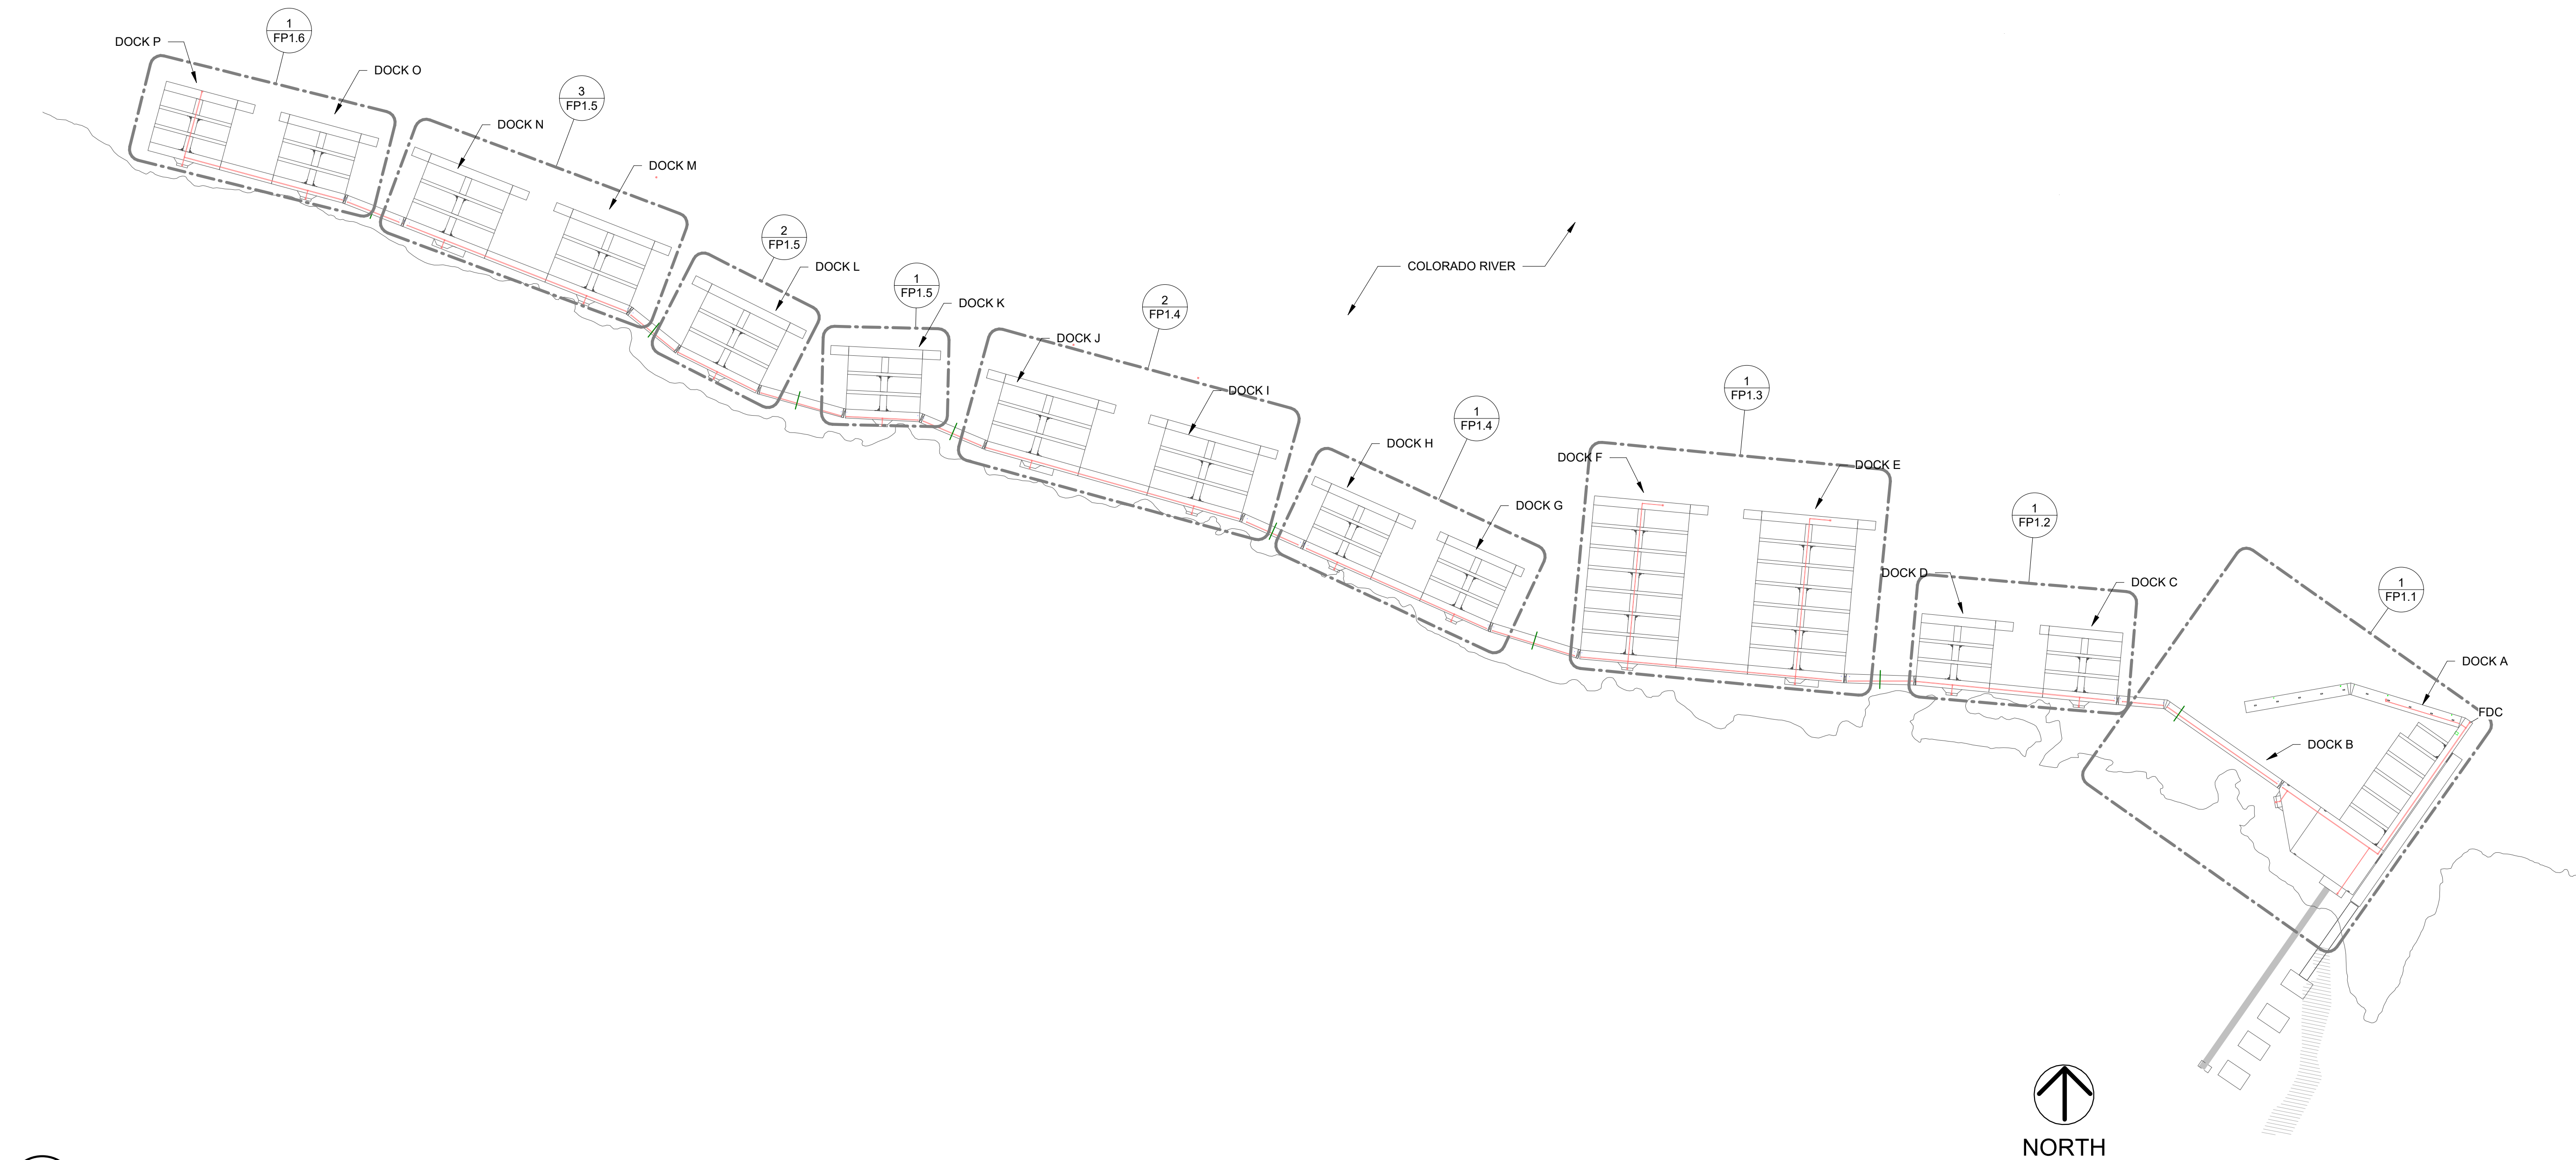 1
FP1.6
DOCK P
DOCK O
3
FP1.5
DOCK N
DOCK M
2
FP1.5
DOCK L
1
FP1.5
DOCK K
COLORADO RIVER
2
FP1.4
DOCK J
DOCK I
1
FP1.4
DOCK H
DOCK G
1
FP1.3
DOCK F
DOCK E
1
FP1.2
DOCK D
DOCK C
1
FP1.1
DOCK A
FDC
DOCK B
NORTH